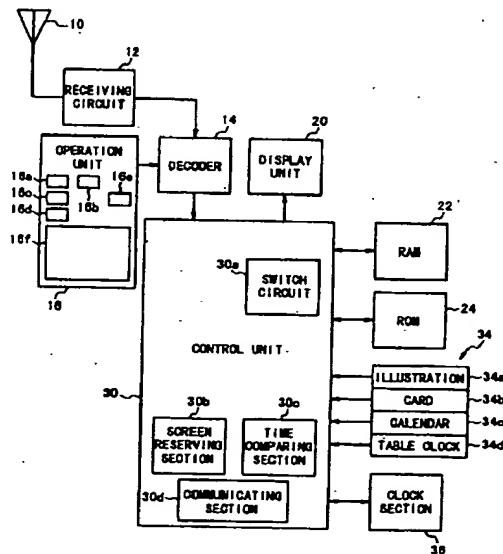 10
12
RECEIVING
CIRCUIT
14
20
OPERATION
UNIT
DECODER
DISPLAY
UNIT
16a
16e
16c
16b
16d
16f
16
22
RAM
30a
SWITCH
CIRCUIT
24
ROM
34
CONTROL UNIT
ILLUSTRATION
34a
CARD
34b
30
30b
30c
CALENDAR
34c
TABLE CLOCK
34d
SCREEN
RESERVING
SECTION
TIME
COMPARING
SECTION
30d
COMMUNICATING
SECTION
CLOCK
SECTION
36